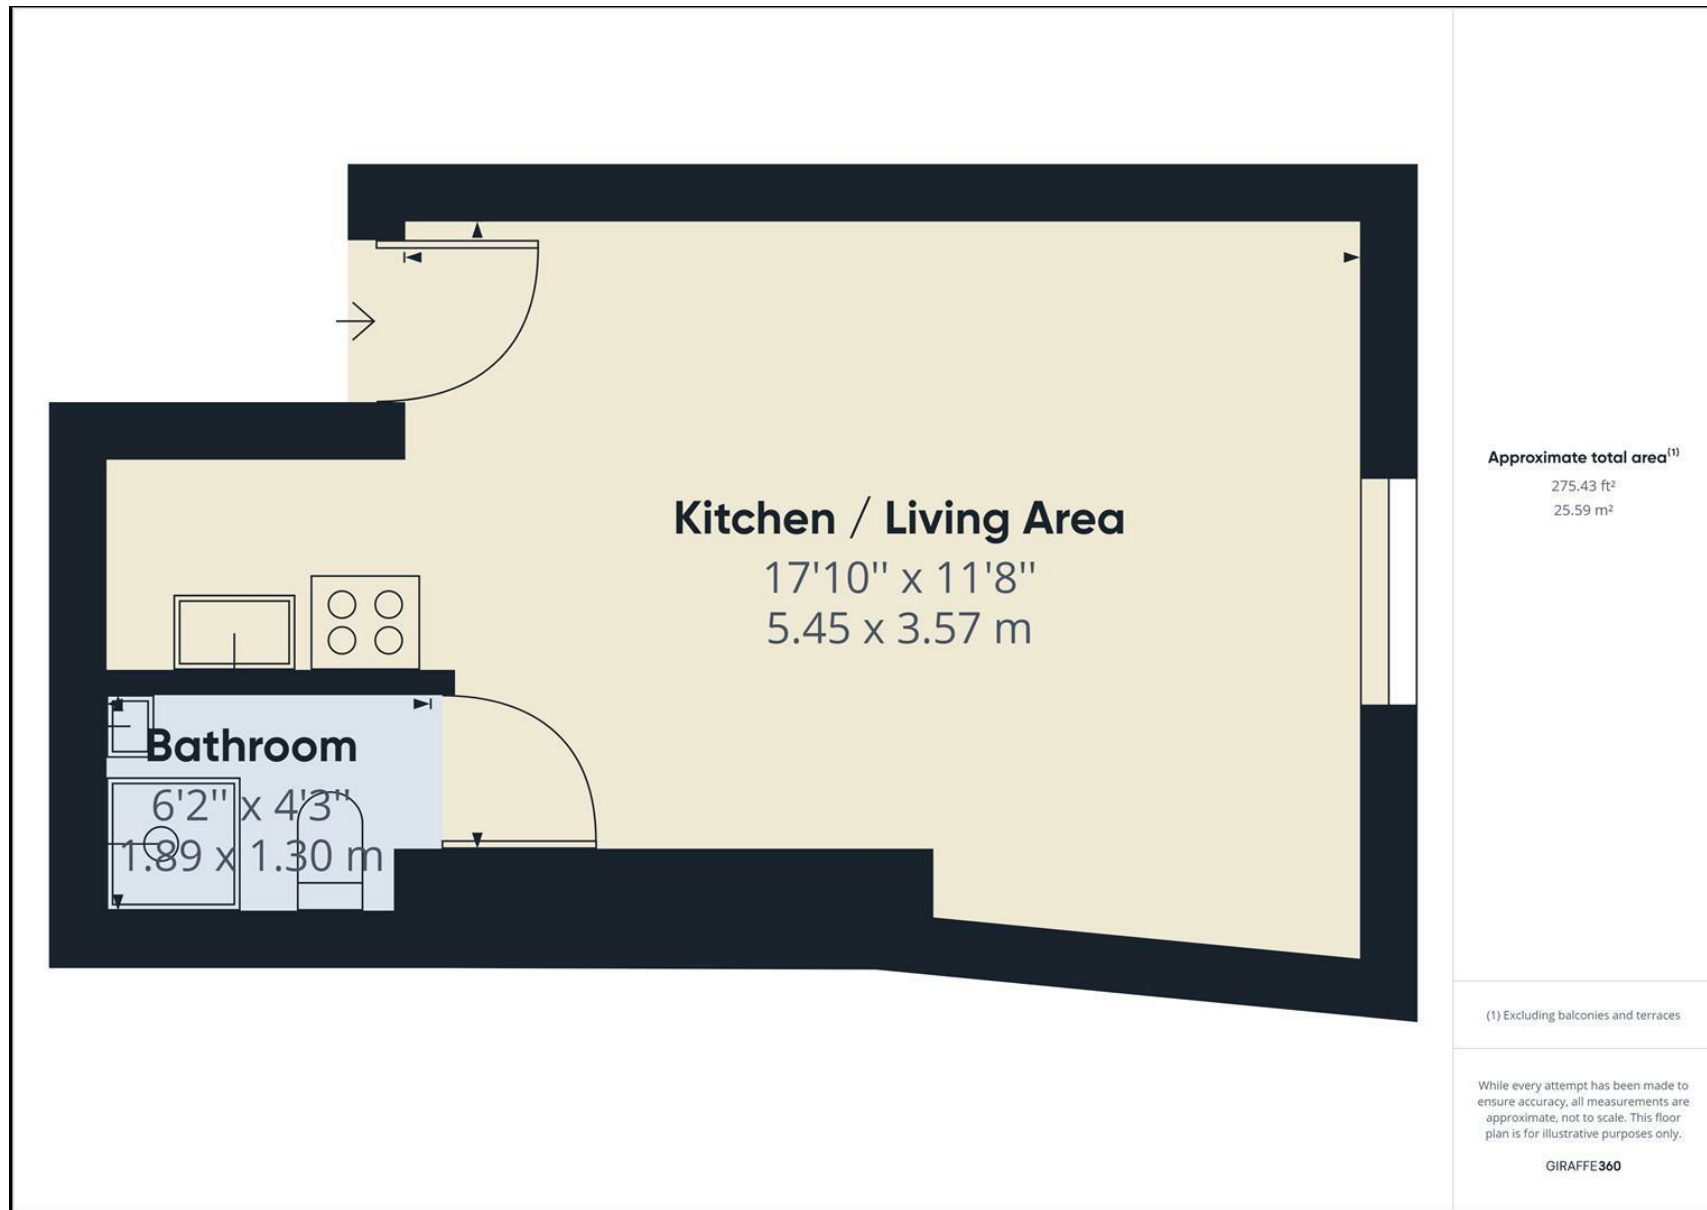 Kitchen / Living Area
17'10" x 11'8"
5.45 x 3.57 m
Bathroom
6'2" x 4'3"
1.89 x 1.30 m
Approximate total area(1)
275.43 ft²
25.59 m²
(1) Excluding balconies and terraces
While every attempt has been made to
ensure accuracy, all measurements are
approximate, not to scale. This floor
plan is for illustrative purposes only.
GIRAFFE360